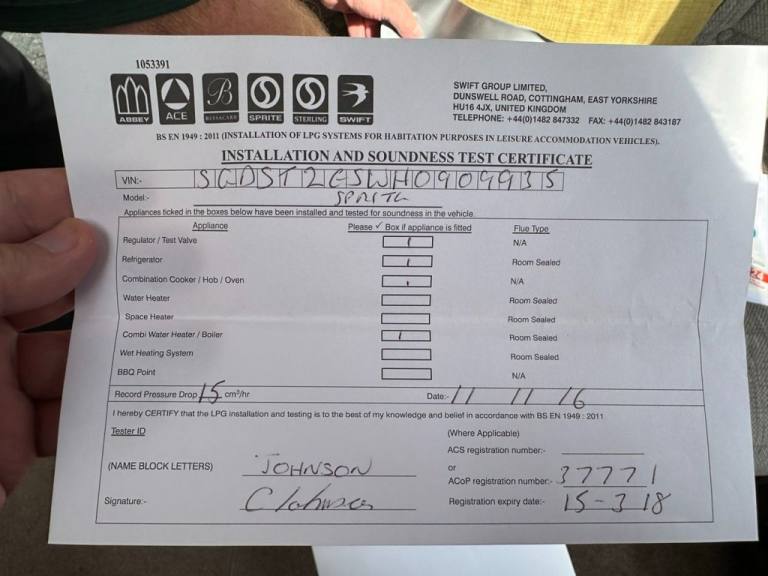 1053391
ABBEY ACE BESSACARR SPRITE STERLING SWIFT
SWIFT GROUP LIMITED,
DUNSWELL ROAD, COTTINGHAM, EAST YORKSHIRE
HU16 4JX, UNITED KINGDOM
TELEPHONE: +44(0)1482 847332 FAX: +44(0)1482 843187
BS EN 1949 : 2011 (INSTALLATION OF LPG SYSTEMS FOR HABITATION PURPOSES IN LEISURE ACCOMMODATION VEHICLES).
INSTALLATION AND SOUNDNESS TEST CERTIFICATE
VIN:-
Model:- SPRITE
Appliances ticked in the boxes below have been installed and tested for soundness in the vehicle.
Appliance Please ✓ Box if appliance is fitted Flue Type
Regulator / Test Valve N/A
Refrigerator Room Sealed
Combination Cooker / Hob / Oven N/A
Water Heater Room Sealed
Space Heater Room Sealed
Combi Water Heater / Boiler Room Sealed
Wet Heating System Room Sealed
BBQ Point N/A
Record Pressure Drop 15 cm³/hr Date:- 11 11 16
I hereby CERTIFY that the LPG installation and testing is to the best of my knowledge and belief in accordance with BS EN 1949 : 2011
Tester ID (Where Applicable)
ACS registration number:-
(NAME BLOCK LETTERS) JOHNSON or
ACoP registration number:- 37771
Signature:- C Johnson Registration expiry date:- 15-3 18